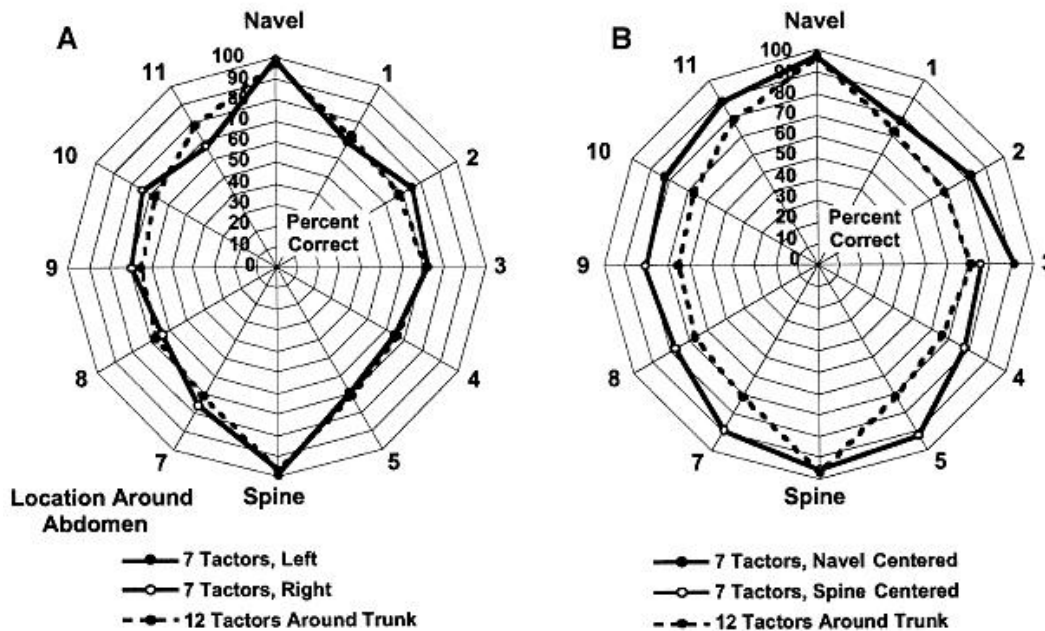 A
Navel
100
90
80
70
60
50
40
30
20
10
0
Percent
Correct
1
2
3
4
5
Spine
7
8
9
10
11
Location Around
Abdomen
7 Tactors, Left
7 Tactors, Right
12 Tactors Around Trunk
B
Navel
100
90
80
70
60
50
40
30
20
10
0
Percent
Correct
1
2
3
4
5
Spine
7
8
9
10
11
7 Tactors, Navel Centered
7 Tactors, Spine Centered
12 Tactors Around Trunk